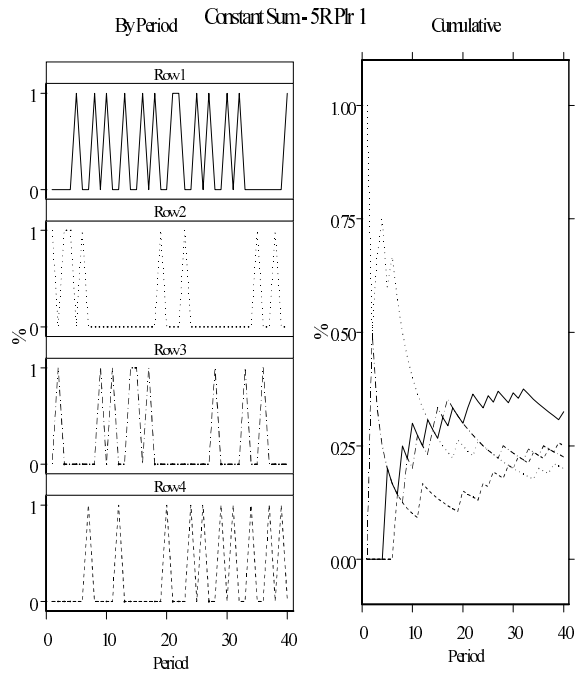 Constant Sum - 5R Plr 1
By Period
Cumulative
Row1
1
0
Row2
1
0
Row3
1
0
Row4
1
0
%
0 10 20 30 40
Period
1.00
0.75
0.50
0.25
0.00
%
0 10 20 30 40
Period